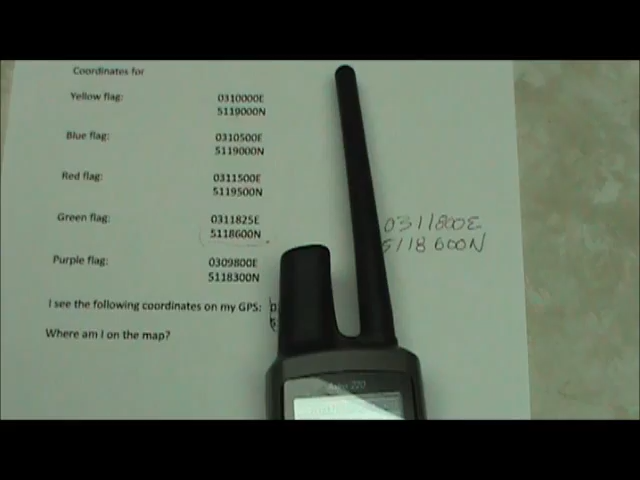 Coordinates for
Yellow flag: 0310000E
5119000N
Blue flag: 0310500E
5119000N
Red flag: 0311500E
5119500N
Green flag: 0311825E
5118600N
0311800E
5118600N
Purple flag: 0309800E
5118300N
I see the following coordinates on my GPS:
Where am I on the map?
220